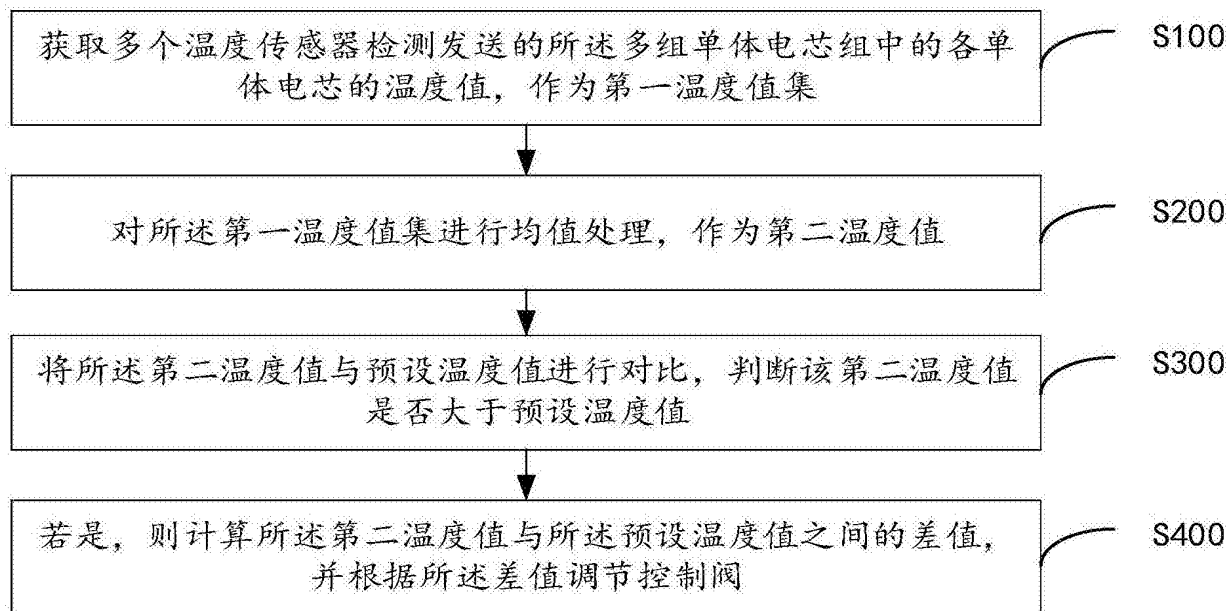 获取多个温度传感器检测发送的所述多组单体电芯组中的各单
体电芯的温度值，作为第一温度值集
S100
对所述第一温度值集进行均值处理，作为第二温度值
S200
将所述第二温度值与预设温度值进行对比，判断该第二温度值
是否大于预设温度值
S300
若是，则计算所述第二温度值与所述预设温度值之间的差值，
并根据所述差值调节控制阀
S400